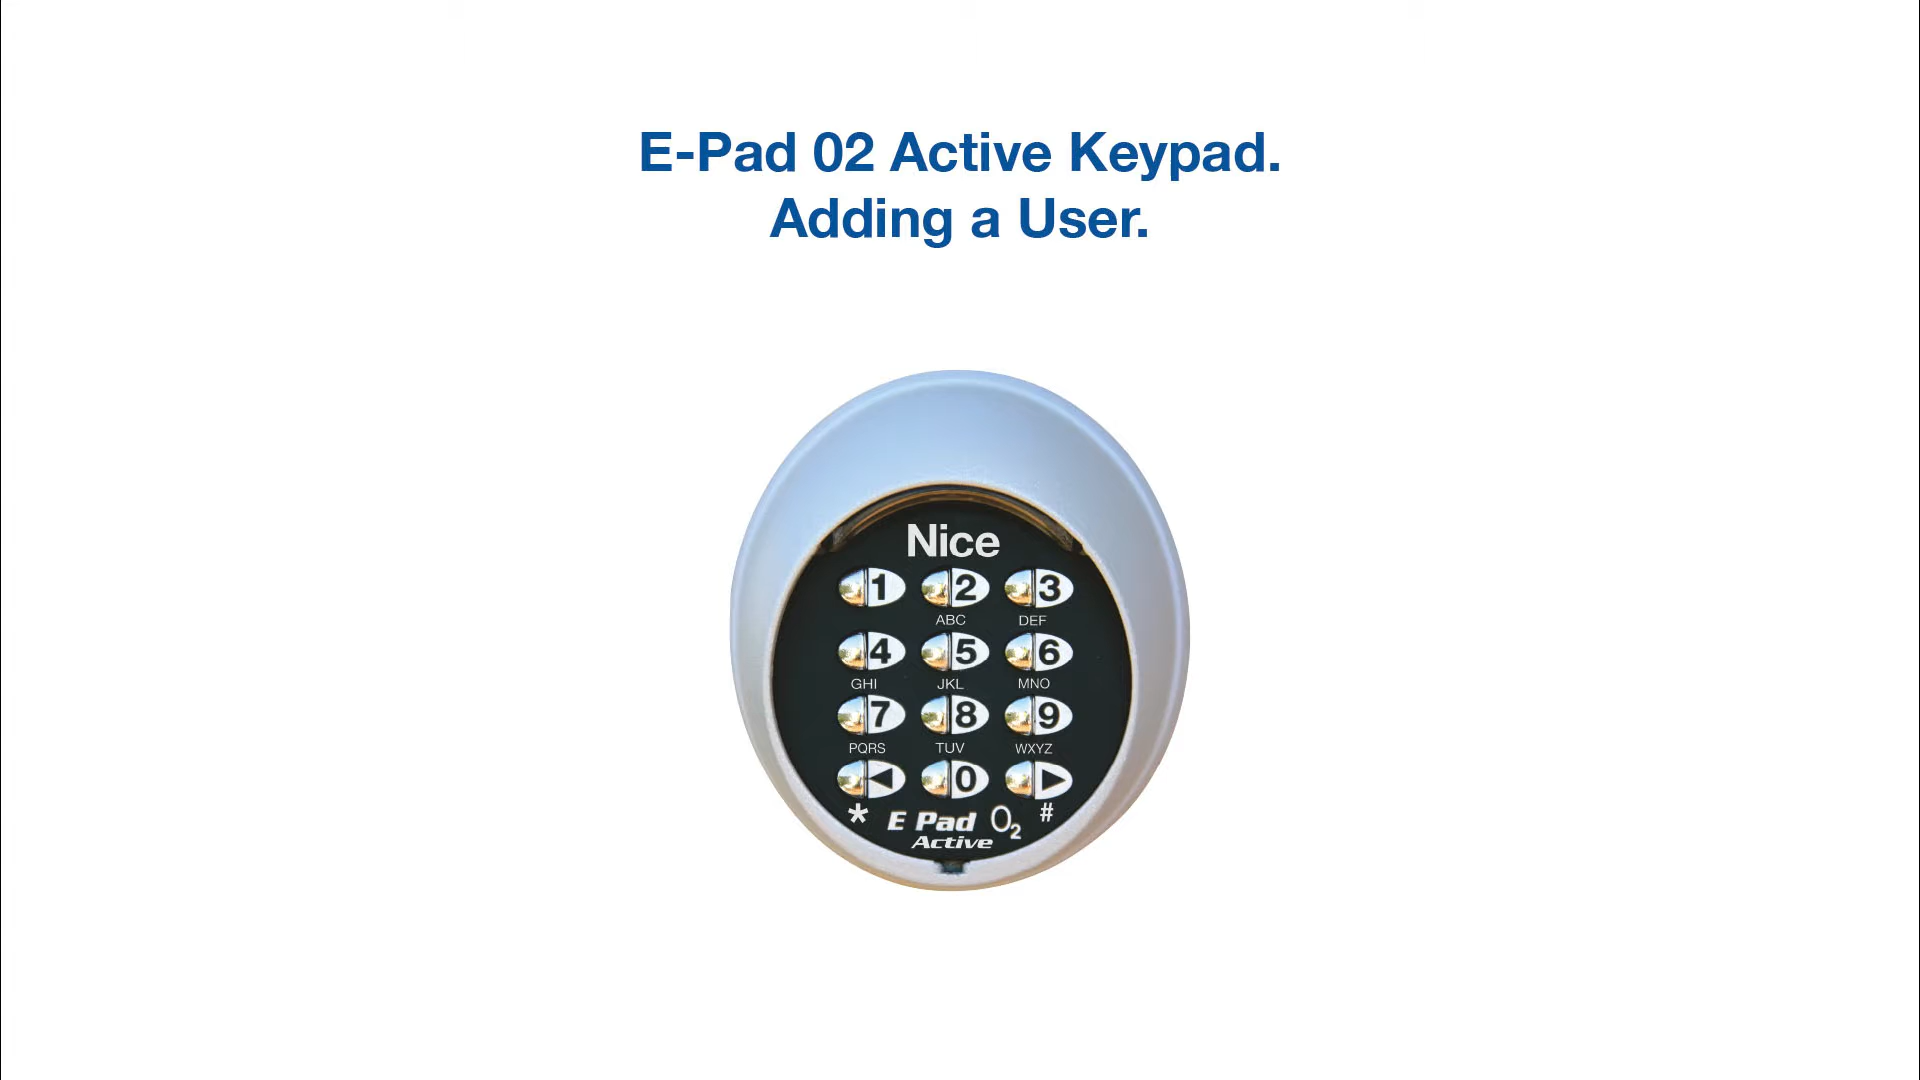 E-Pad 02 Active Keypad.
Adding a User.
Nice
1 2 3
ABC DEF
4 5 6
GHI JKL MNO
7 8 9
PQRS TUV WXYZ
◀ 0 ▶
* E Pad O₂ #
Active